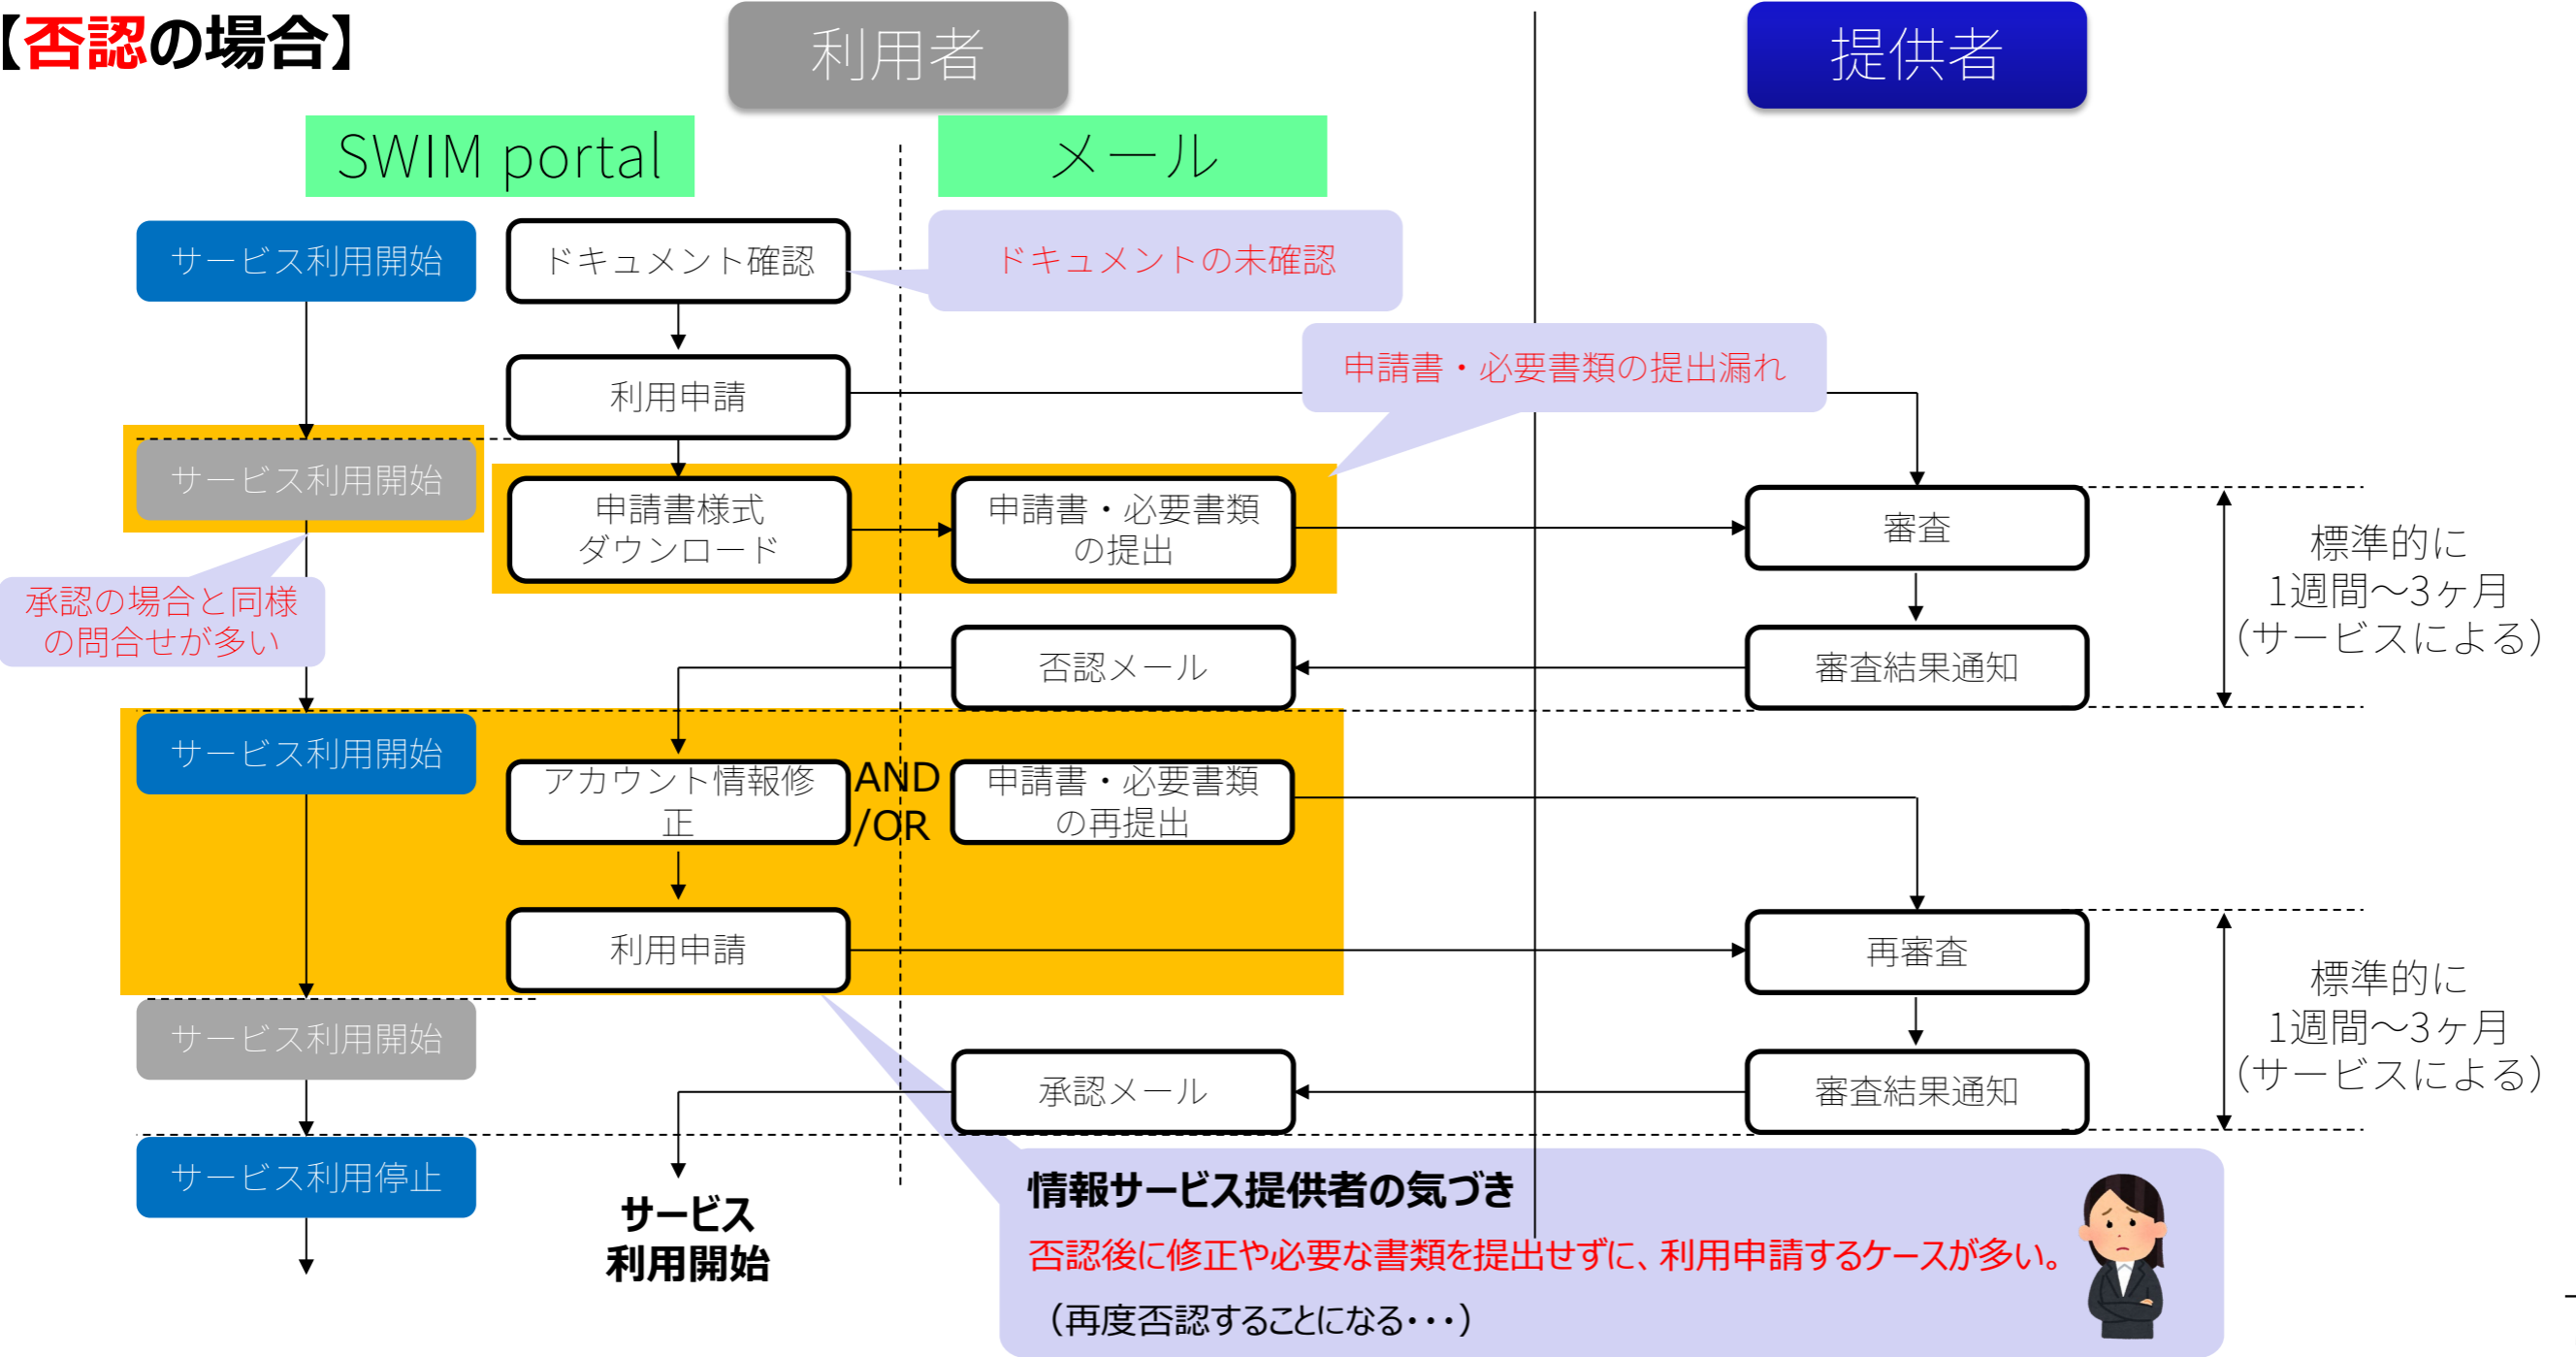 【否認の場合】
利用者
提供者
SWIM portal
メール
サービス利用開始
ドキュメント確認
ドキュメントの未確認
利用申請
申請書・必要書類の提出漏れ
サービス利用開始
申請書様式
ダウンロード
申請書・必要書類
の提出
審査
標準的に
1週間～3ヶ月
（サービスによる）
承認の場合と同様
の問合せが多い
否認メール
審査結果通知
サービス利用開始
アカウント情報修
正
AND
/OR
申請書・必要書類
の再提出
利用申請
再審査
標準的に
1週間～3ヶ月
（サービスによる）
サービス利用開始
承認メール
審査結果通知
サービス利用停止
サービス
利用開始
情報サービス提供者の気づき
否認後に修正や必要な書類を提出せずに、利用申請するケースが多い。
（再度否認することになる・・・）